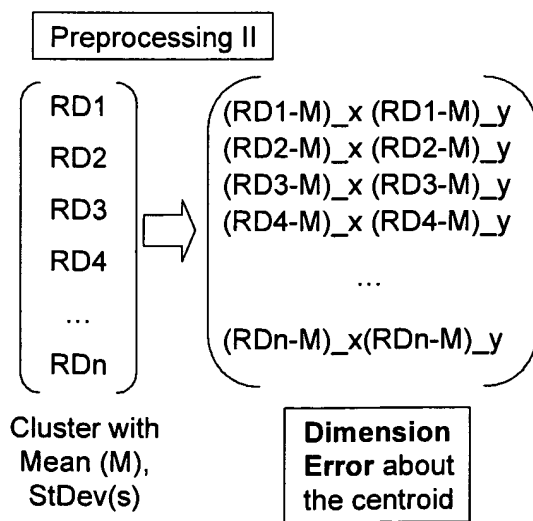 Preprocessing II
RD1
RD2
RD3
RD4
...
RDn
(RD1-M)_x (RD1-M)_y
(RD2-M)_x (RD2-M)_y
(RD3-M)_x (RD3-M)_y
(RD4-M)_x (RD4-M)_y
...
(RDn-M)_x(RDn-M)_y
Cluster with
Mean (M),
StDev(s)
Dimension
Error about
the centroid